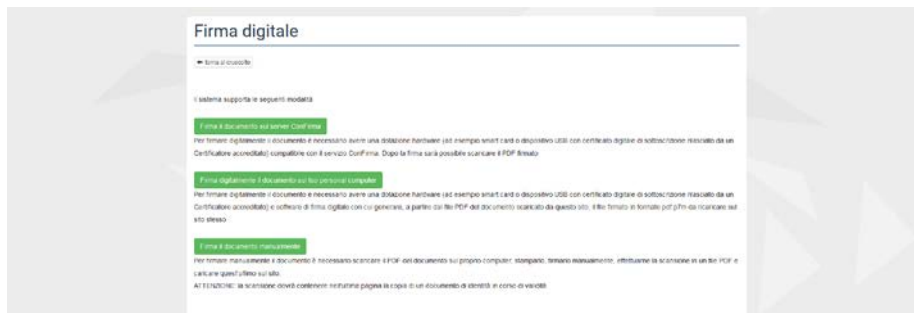 Firma digitale
torna al cruscotto
Il sistema supporta le seguenti modalità
Firma il documento sul server ConFirma
Per firmare digitalmente il documento è necessario avere una dotazione hardware (ad esempio smart card o dispositivo USB con certificato digitale di sottoscrizione rilasciato da un
Certificatore accreditato) compatibile con il servizio ConFirma. Dopo la firma sarà possibile scaricare il PDF firmato
Firma digitalmente il documento sul tuo personal computer
Per firmare digitalmente il documento è necessario avere una dotazione hardware (ad esempio smart card o dispositivo USB con certificato digitale di sottoscrizione rilasciato da un
Certificatore accreditato) e software di firma digitale con cui generare, a partire dal file PDF del documento scaricato da questo sito, il file firmato in formato pdf.p7m da ricaricare sul
sito stesso
Firma il documento manualmente
Per firmare manualmente il documento è necessario scaricare il PDF del documento sul proprio computer, stamparlo, firmarlo manualmente, effettuarne la scansione in un file PDF e
caricare quest'ultimo sul sito.
ATTENZIONE: la scansione dovrà contenere nell'ultima pagina la copia di un documento di identità in corso di validità